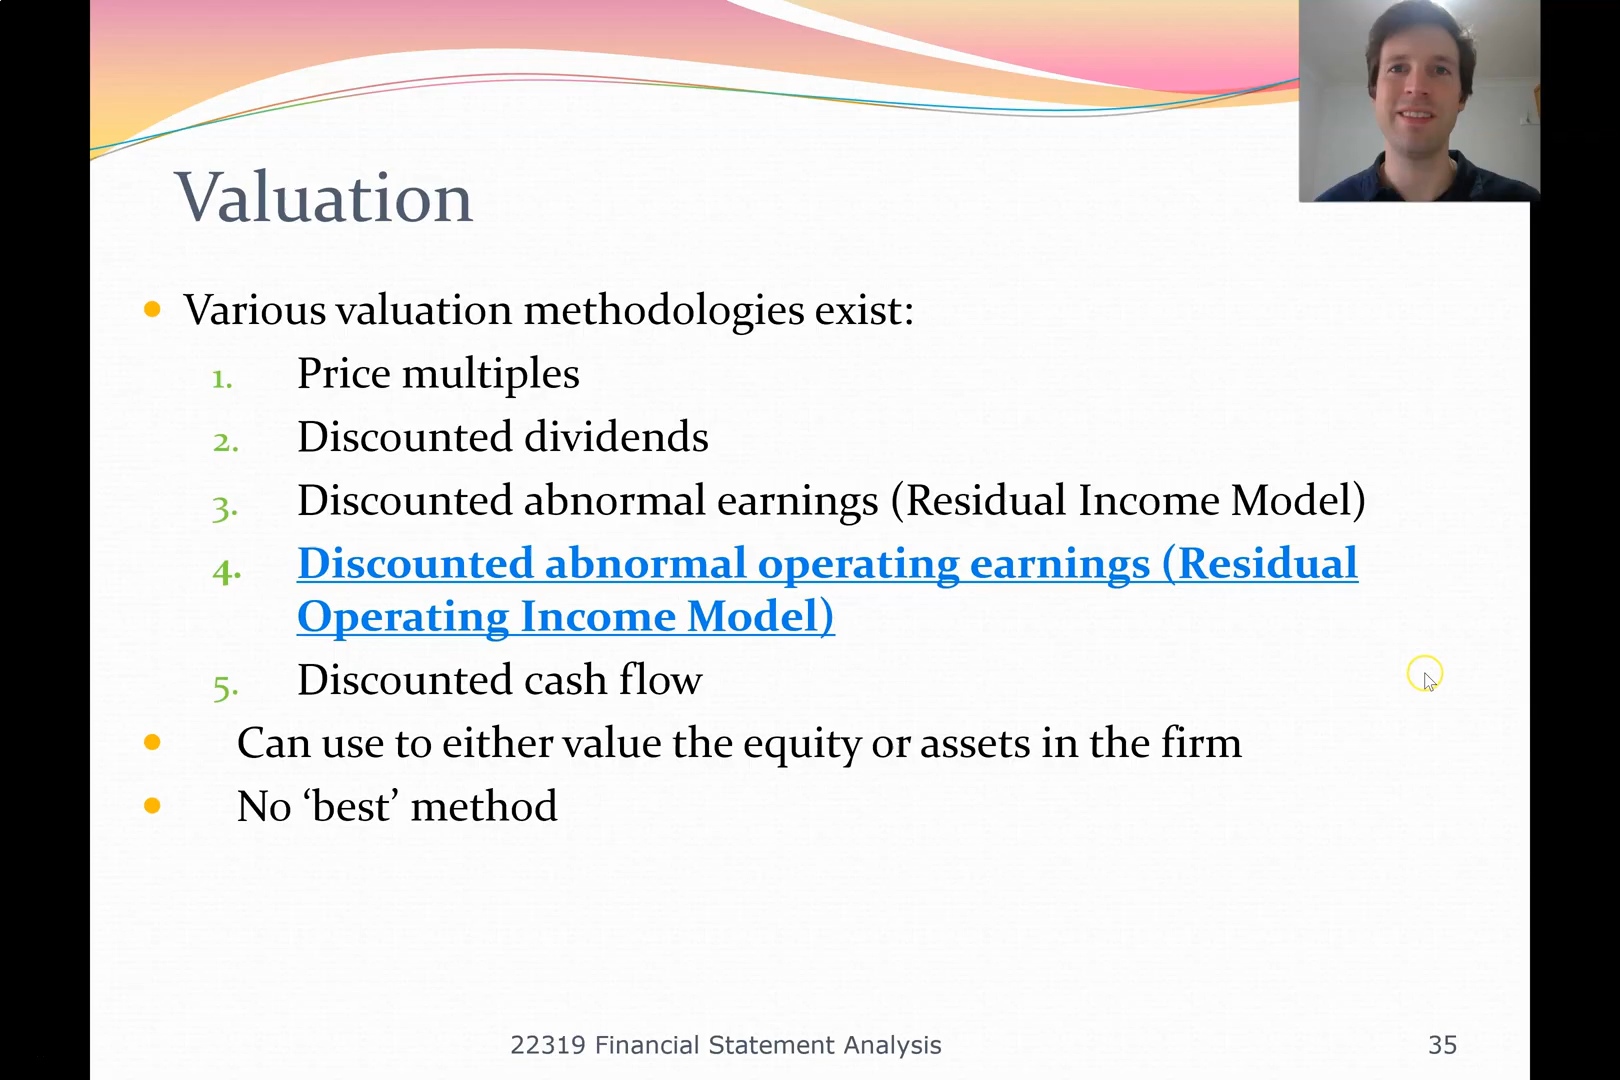 Valuation
• Various valuation methodologies exist:
1. Price multiples
2. Discounted dividends
3. Discounted abnormal earnings (Residual Income Model)
4. Discounted abnormal operating earnings (Residual
Operating Income Model)
5. Discounted cash flow
• Can use to either value the equity or assets in the firm
• No ‘best’ method
22319 Financial Statement Analysis
35